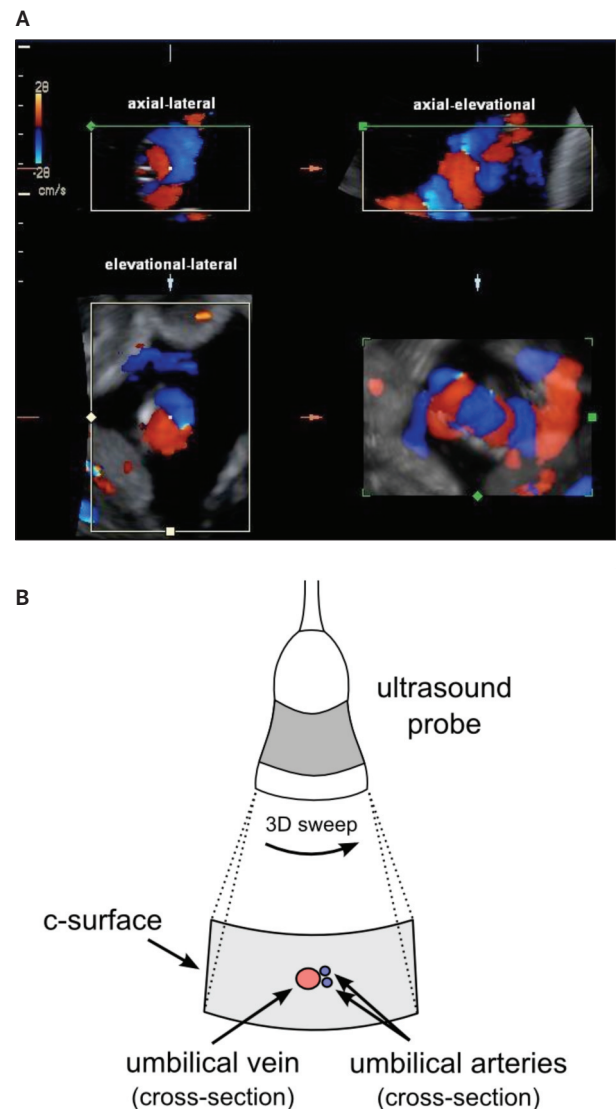 A
28
-28
cm/s
axial-lateral
axial-elevational
elevational-lateral
B
ultrasound
probe
3D sweep
c-surface
umbilical vein
(cross-section)
umbilical arteries
(cross-section)